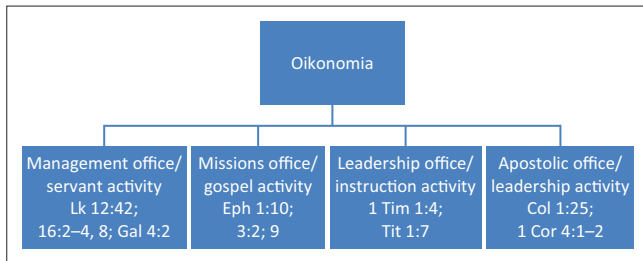 Oikonomia
Management office/
servant activity
Lk 12:42;
16:2–4, 8; Gal 4:2
Missions office/
gospel activity
Eph 1:10;
3:2; 9
Leadership office/
instruction activity
1 Tim 1:4;
Tit 1:7
Apostolic office/
leadership activity
Col 1:25;
1 Cor 4:1–2